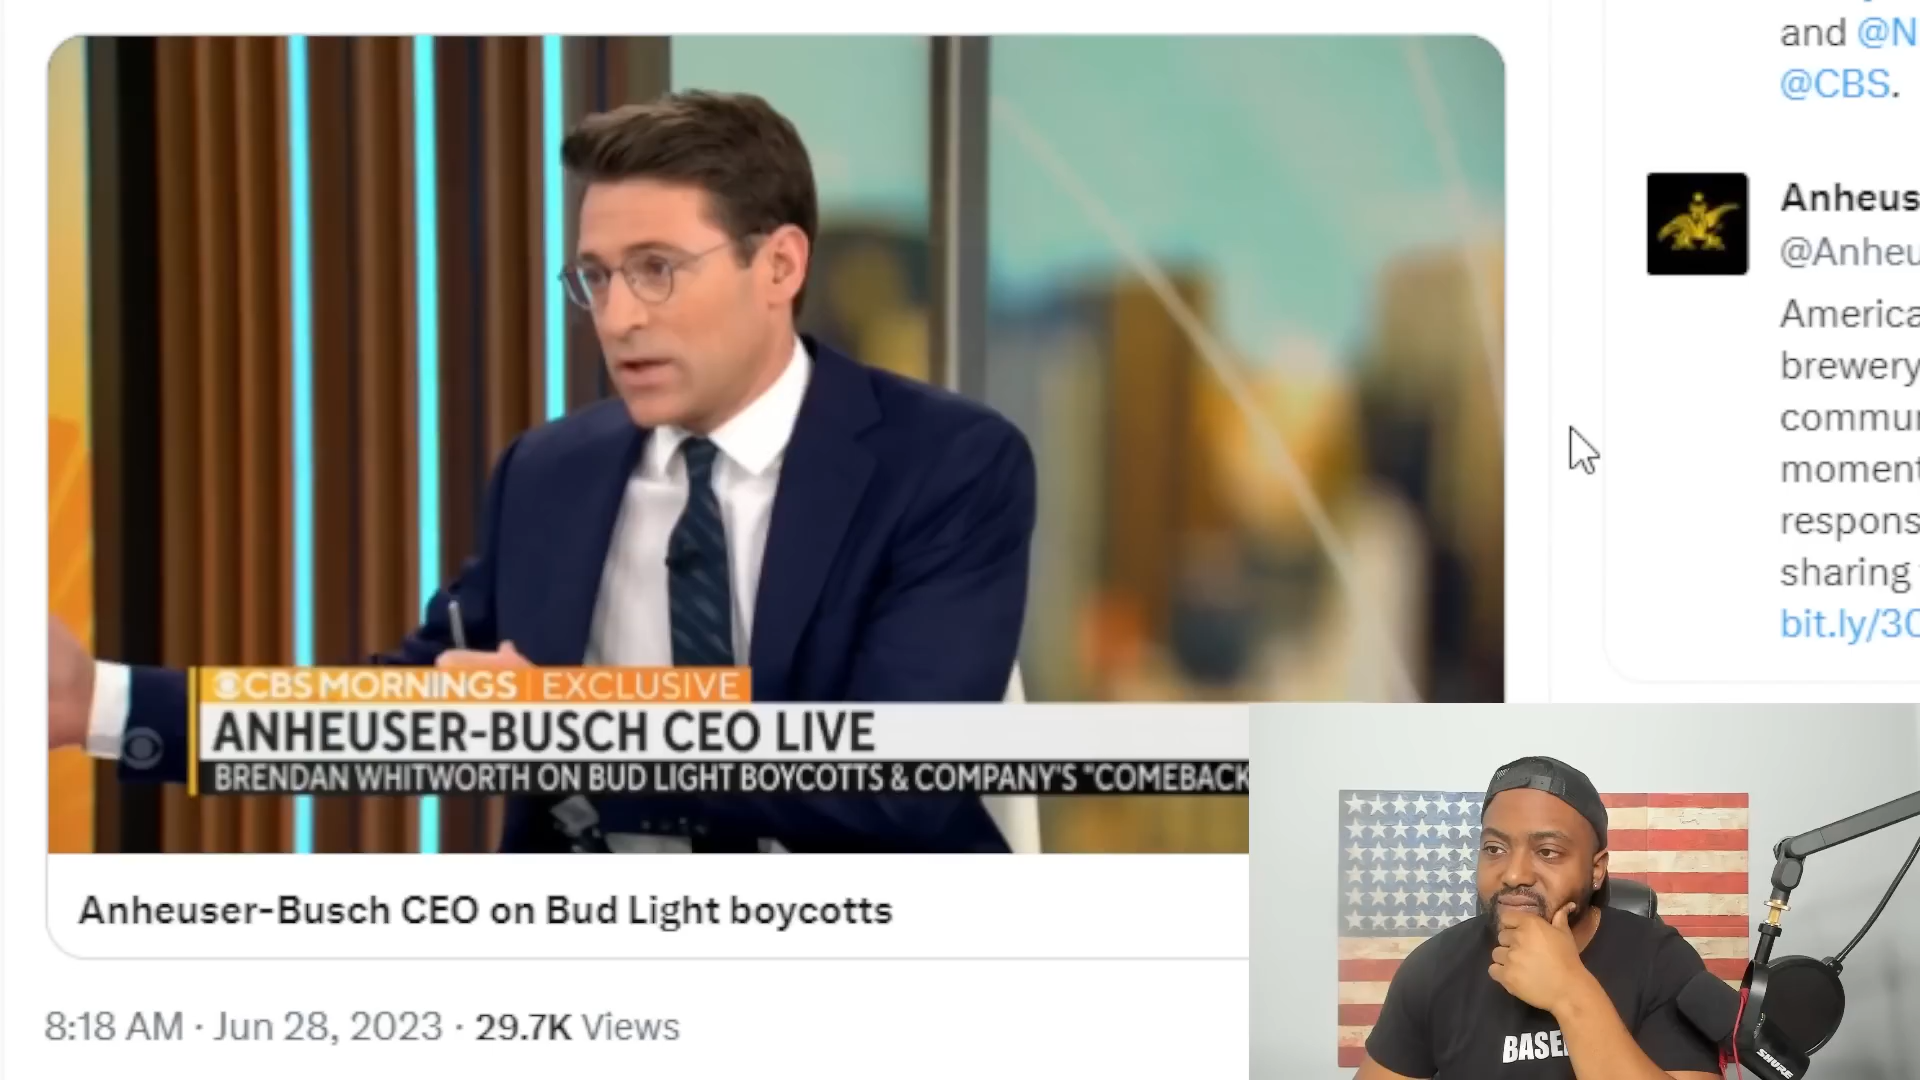 CBS MORNINGS EXCLUSIVE
ANHEUSER-BUSCH CEO LIVE
BRENDAN WHITWORTH ON BUD LIGHT BOYCOTTS & COMPANY'S "COMEBACK
Anheuser-Busch CEO on Bud Light boycotts
8:18 AM · Jun 28, 2023 · 29.7K Views
and @N
@CBS.
Anheus
@Anheu
America
brewery
commun
moment
respons
sharing
bit.ly/3
BASE
SHURE